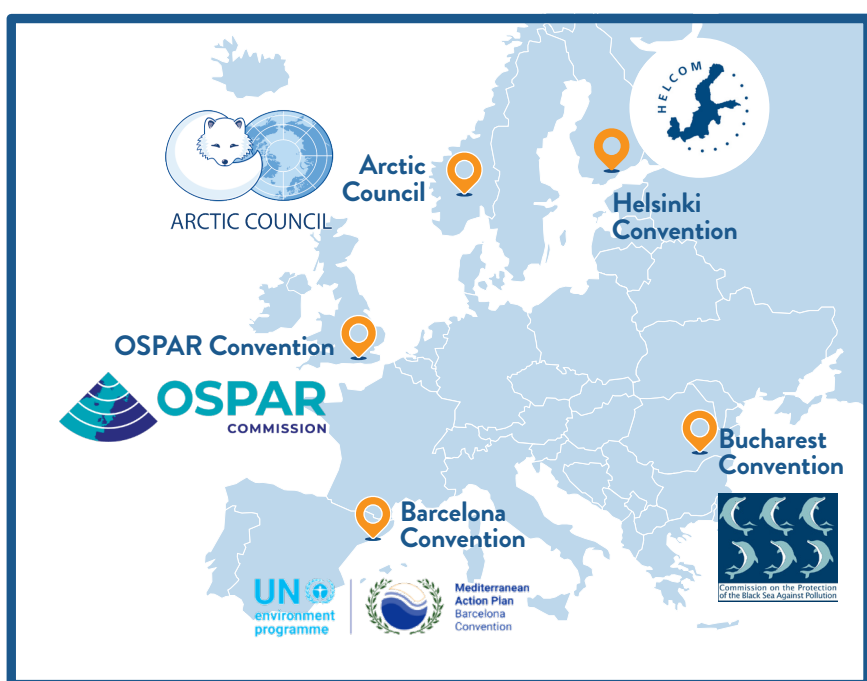 HELCOM
Arctic
Council
ARCTIC COUNCIL
Helsinki
Convention
OSPAR Convention
OSPAR
COMMISSION
Bucharest
Convention
Barcelona
Convention
Commission on the Protection
of the Black Sea Against Pollution
UN
environment
programme
Mediterranean
Action Plan
Barcelona
Convention